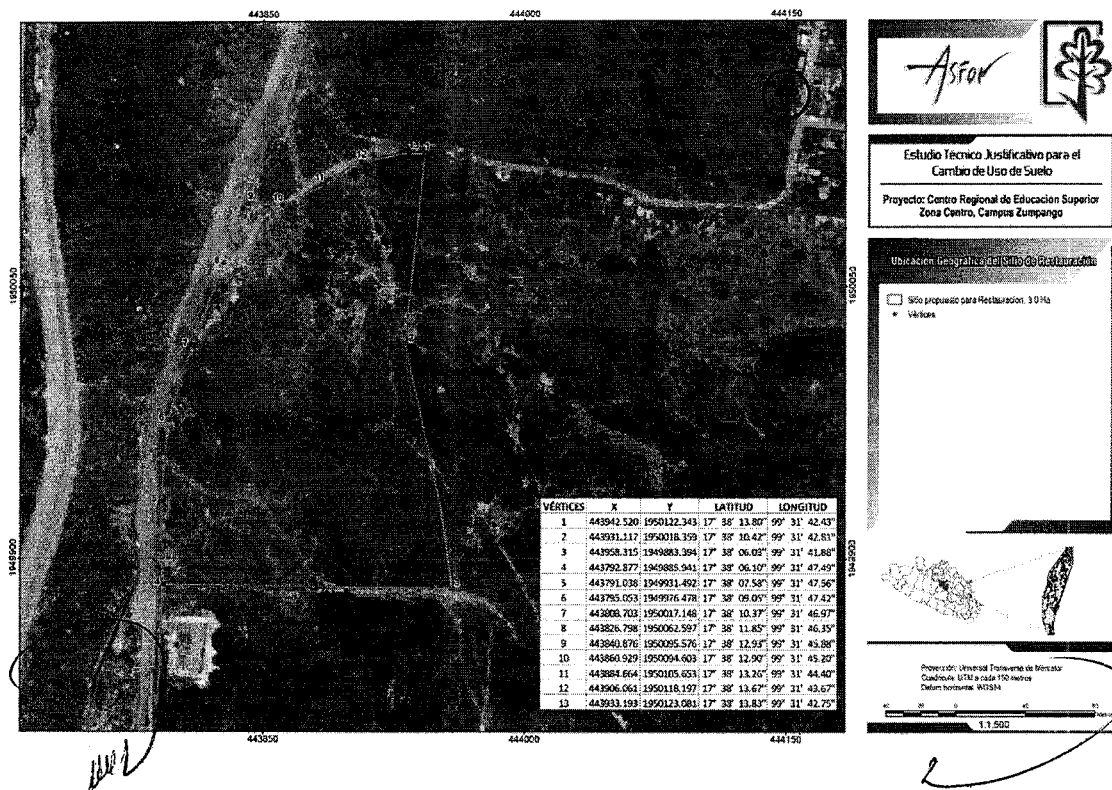 443850 444000 444150
1950050
1949900
Asfor
Estudio Técnico Justificativo para el
Cambio de Uso de Suelo
Proyecto: Centro Regional de Educación Superior
Zona Centro, Campus Zumpango
Ubicación Geográfica del Sitio de Restauración
Sitio propuesto para Restauración, 3.0 Ha
Vértices
VÉRTICES X Y LATITUD LONGITUD
1 443942.520 1950122.343 17° 38' 13.80" 99° 31' 42.43"
2 443931.117 1950018.359 17° 38' 10.42" 99° 31' 42.81"
3 443958.315 1949883.394 17° 38' 06.03" 99° 31' 41.88"
4 443792.877 1949885.941 17° 38' 06.10" 99° 31' 47.49"
5 443791.038 1949931.492 17° 38' 07.58" 99° 31' 47.56"
6 443795.053 1949976.478 17° 38' 09.05" 99° 31' 47.42"
7 443808.703 1950017.148 17° 38' 10.37" 99° 31' 46.97"
8 443826.798 1950062.597 17° 38' 11.85" 99° 31' 46.35"
9 443840.876 1950095.576 17° 38' 12.93" 99° 31' 45.88"
10 443860.929 1950094.603 17° 38' 12.90" 99° 31' 45.20"
11 443884.664 1950105.653 17° 38' 13.26" 99° 31' 44.40"
12 443906.061 1950118.197 17° 38' 13.67" 99° 31' 43.67"
13 443933.193 1950123.081 17° 38' 13.83" 99° 31' 42.75"
Proyección: Universal Transversa de Mercator
Cuadrícula: UTM a cada 150 metros
Datum horizontal: WGS84
1:1,500
1950050
1949900
443850 444000 444150